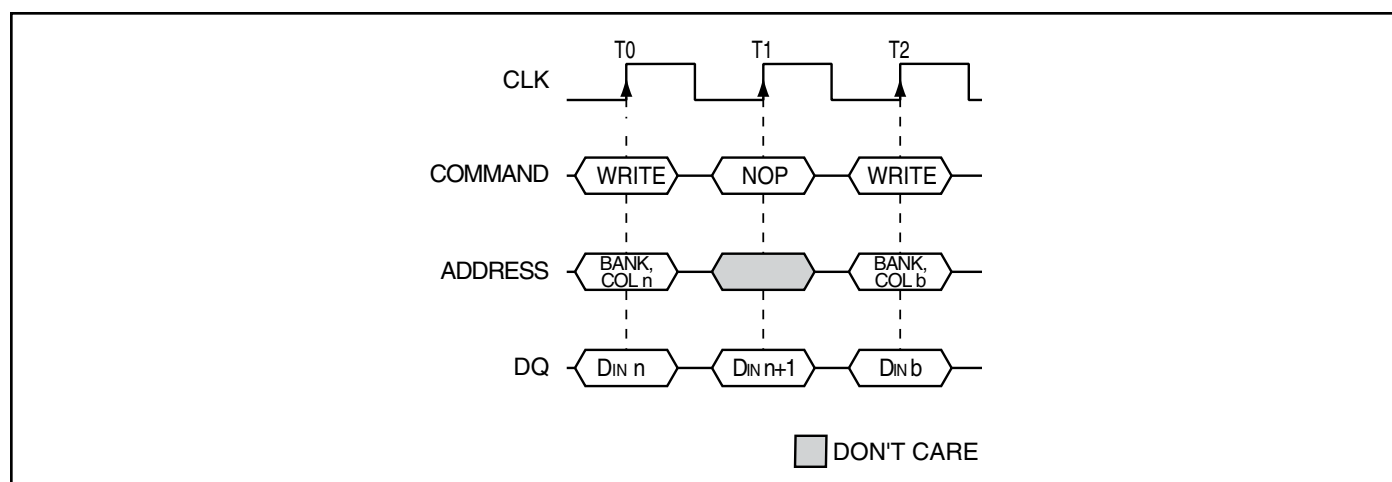 T0 T1 T2
CLK
COMMAND WRITE NOP WRITE
ADDRESS BANK, COL n BANK, COL b
DQ DIN n DIN n+1 DIN b
DON'T CARE